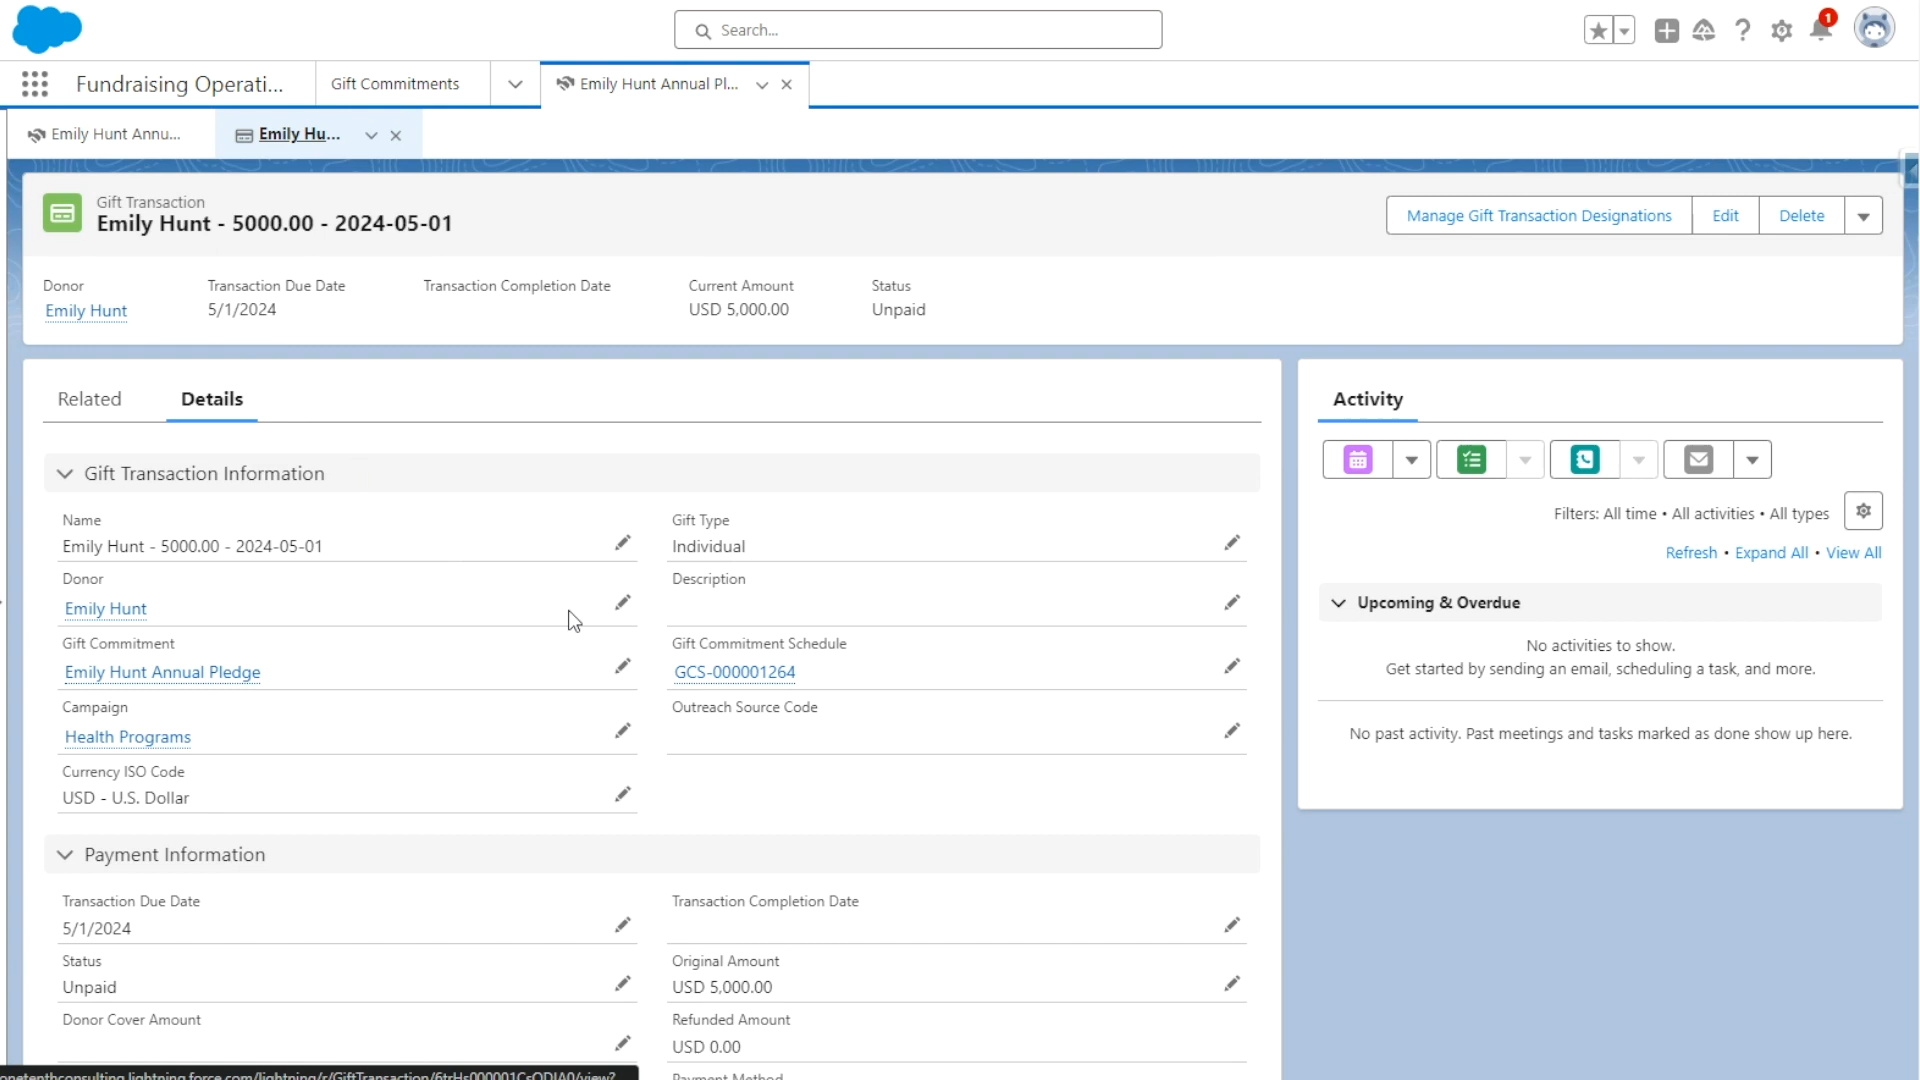 Search...
1
Fundraising Operati...
Gift Commitments
Emily Hunt Annual Pl...
Emily Hunt Annu...
Emily Hu...
Gift Transaction
Emily Hunt - 5000.00 - 2024-05-01
Manage Gift Transaction Designations
Edit
Delete
Donor
Transaction Due Date
Transaction Completion Date
Current Amount
Status
Emily Hunt
5/1/2024
USD 5,000.00
Unpaid
Related
Details
Activity
Gift Transaction Information
Name
Emily Hunt - 5000.00 - 2024-05-01
Gift Type
Individual
Donor
Emily Hunt
Description
Gift Commitment
Emily Hunt Annual Pledge
Gift Commitment Schedule
GCS-000001264
Campaign
Health Programs
Outreach Source Code
Currency ISO Code
USD - U.S. Dollar
Payment Information
Transaction Due Date
5/1/2024
Transaction Completion Date
Status
Unpaid
Original Amount
USD 5,000.00
Donor Cover Amount
Refunded Amount
USD 0.00
Payment Method
Filters: All time • All activities • All types
Refresh • Expand All • View All
Upcoming & Overdue
No activities to show.
Get started by sending an email, scheduling a task, and more.
No past activity. Past meetings and tasks marked as done show up here.